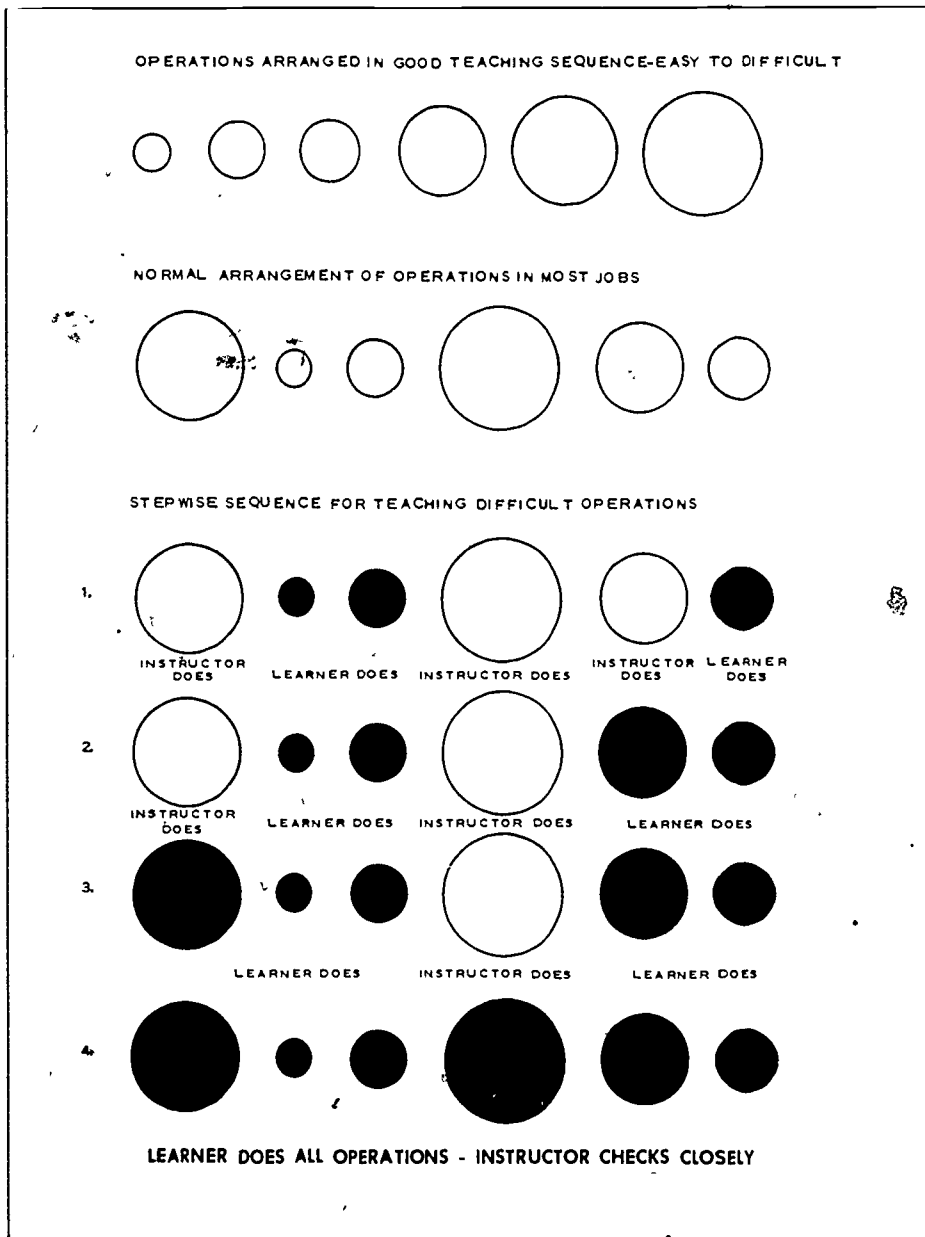 OPERATIONS ARRANGED IN GOOD TEACHING SEQUENCE-EASY TO DIFFICULT
NORMAL ARRANGEMENT OF OPERATIONS IN MOST JOBS
STEPWISE SEQUENCE FOR TEACHING DIFFICULT OPERATIONS
1.
INSTRUCTOR DOES
LEARNER DOES
INSTRUCTOR DOES
INSTRUCTOR DOES
LEARNER DOES
2.
INSTRUCTOR DOES
LEARNER DOES
INSTRUCTOR DOES
LEARNER DOES
3.
LEARNER DOES
INSTRUCTOR DOES
LEARNER DOES
4.
LEARNER DOES ALL OPERATIONS - INSTRUCTOR CHECKS CLOSELY